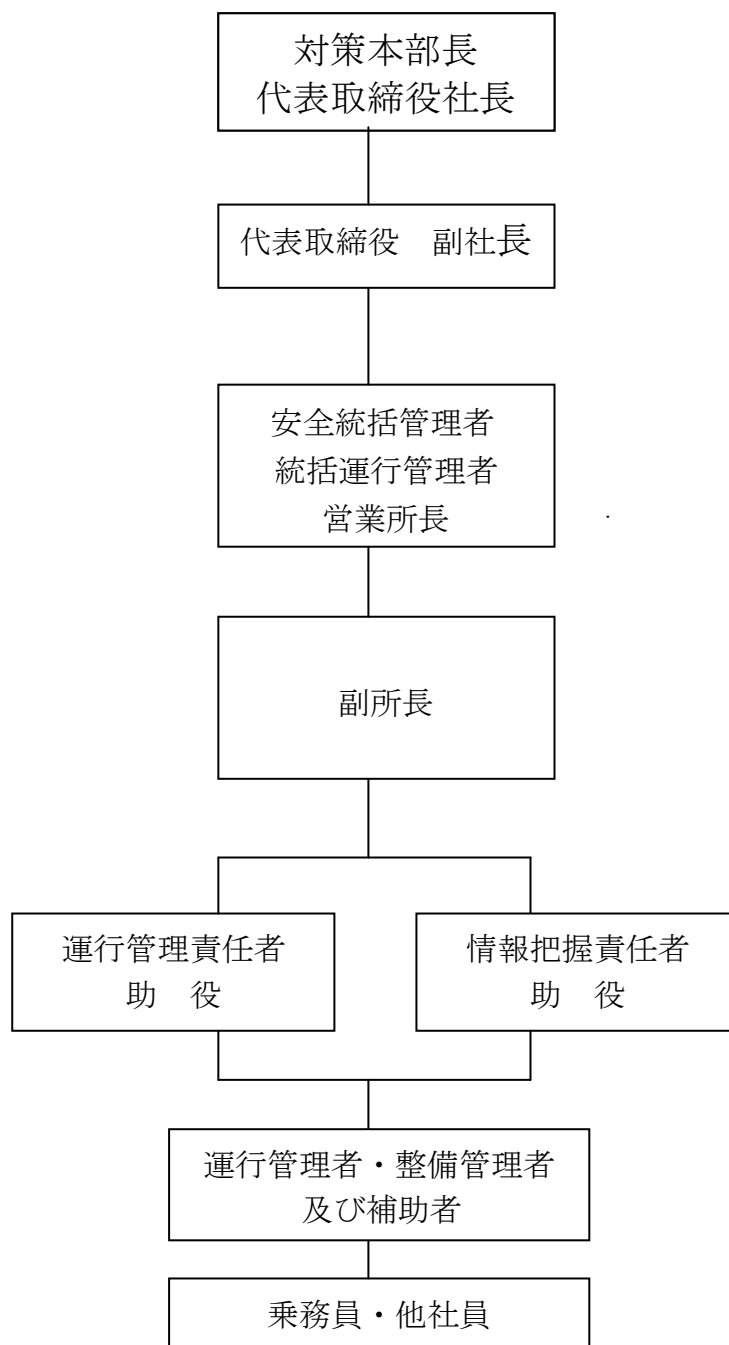 対策本部長
代表取締役社長
代表取締役　副社長
安全統括管理者
統括運行管理者
営業所長
副所長
運行管理責任者
助　役
情報把握責任者
助　役
運行管理者・整備管理者
及び補助者
乗務員・他社員